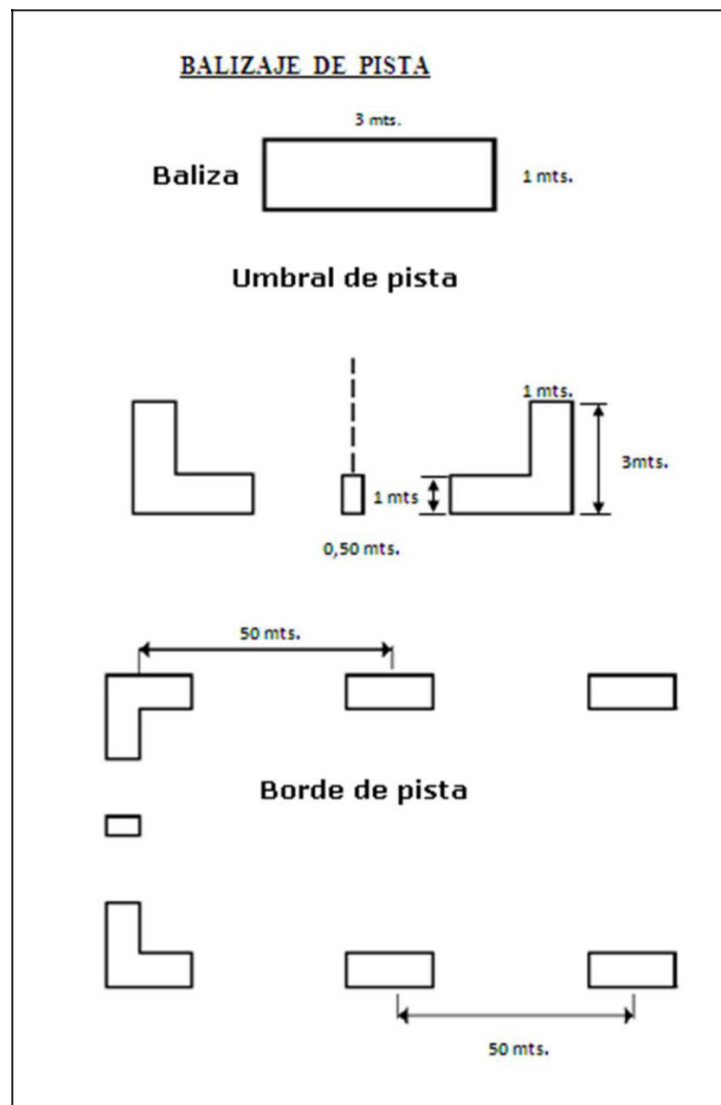 BALIZAJE DE PISTA
3 mts.
Baliza
1 mts.
Umbral de pista
1 mts.
3mts.
1 mts
0,50 mts.
50 mts.
Borde de pista
50 mts.